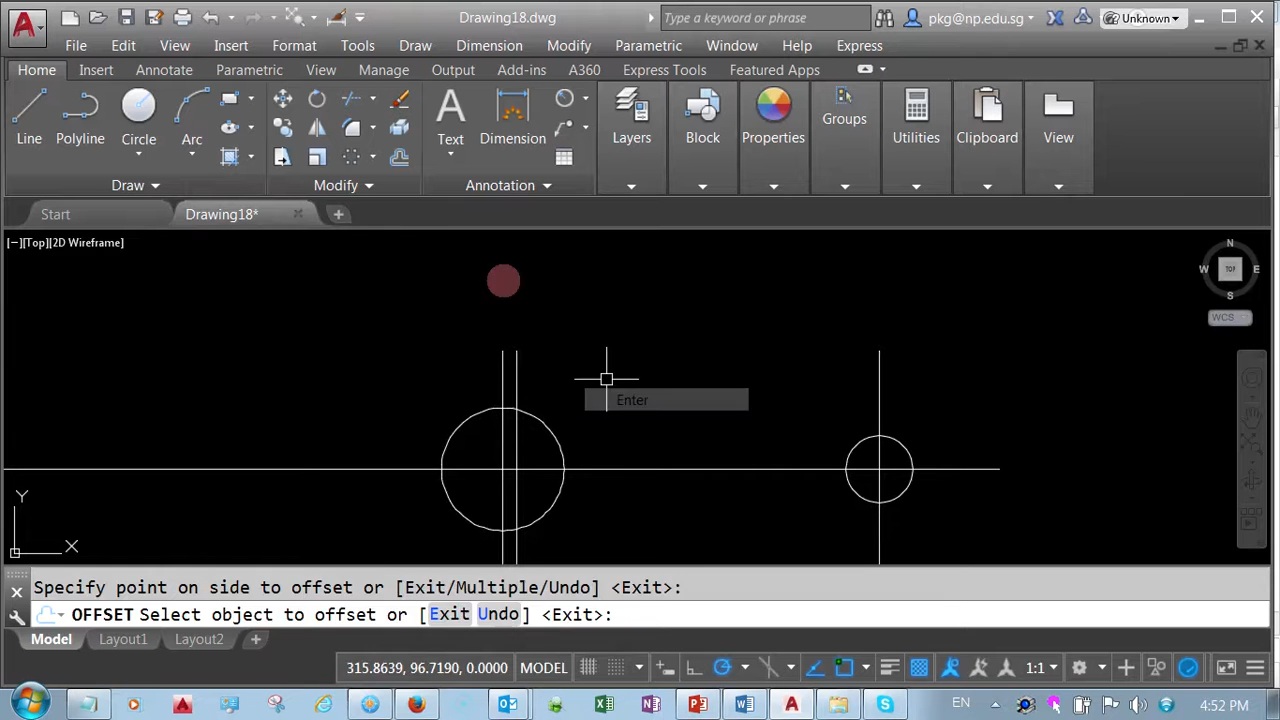 Drawing18.dwg
Type a keyword or phrase
pkg@np.edu.sg
Unknown
File Edit View Insert Format Tools Draw Dimension Modify Parametric Window Help Express
Home Insert Annotate Parametric View Manage Output Add-ins A360 Express Tools Featured Apps
Line Polyline Circle Arc Text Dimension Layers Block Properties Groups Utilities Clipboard View
Draw Modify Annotation
Start Drawing18*
[−][Top][2D Wireframe]
N
W TOP E
S
WCS
Enter
Y
X
Specify point on side to offset or [Exit/Multiple/Undo] <Exit>:
OFFSET Select object to offset or [Exit Undo] <Exit>:
Model Layout1 Layout2
315.8639, 96.7190, 0.0000 MODEL 1:1
EN 4:52 PM